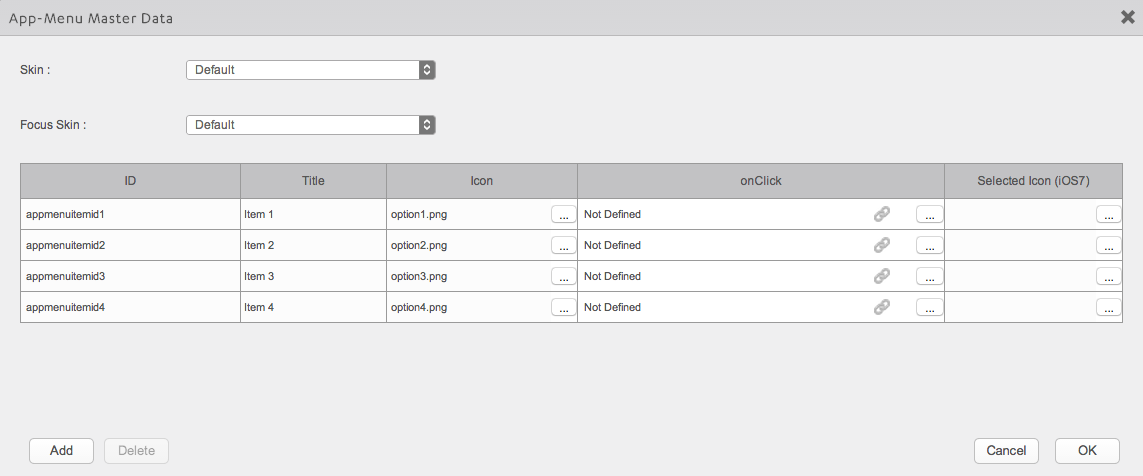 App-Menu Master Data
Skin : Default
Focus Skin : Default
ID Title Icon onClick Selected Icon (iOS7)
appmenuitemid1 Item 1 option1.png ... Not Defined ... ...
appmenuitemid2 Item 2 option2.png ... Not Defined ... ...
appmenuitemid3 Item 3 option3.png ... Not Defined ... ...
appmenuitemid4 Item 4 option4.png ... Not Defined ... ...
Add Delete Cancel OK